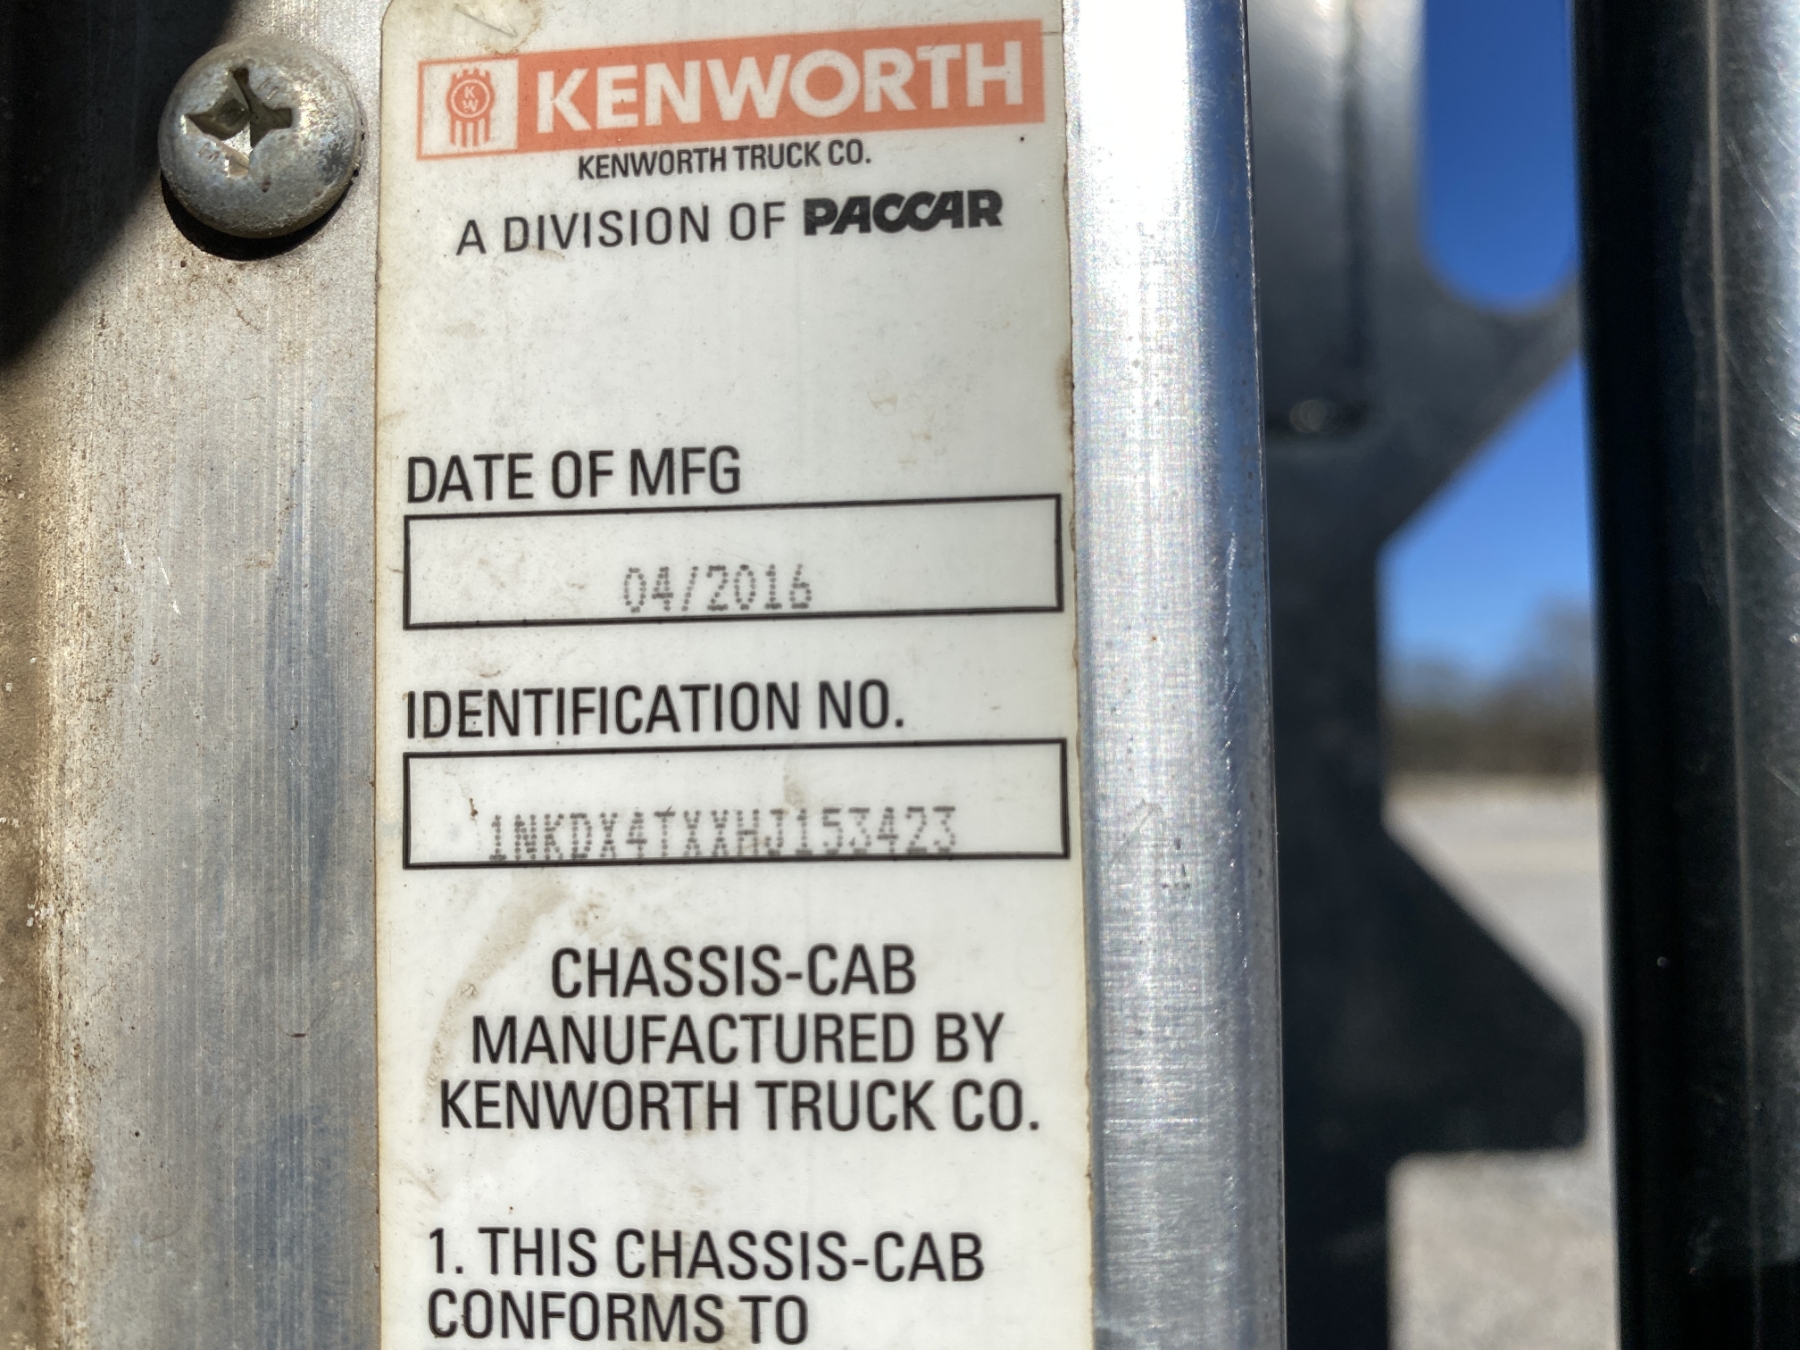 KW KENWORTH
KENWORTH TRUCK CO.
A DIVISION OF PACCAR
DATE OF MFG
04/2016
IDENTIFICATION NO.
1NKDX4TXXHJ153423
CHASSIS-CAB
MANUFACTURED BY
KENWORTH TRUCK CO.
1. THIS CHASSIS-CAB
CONFORMS TO